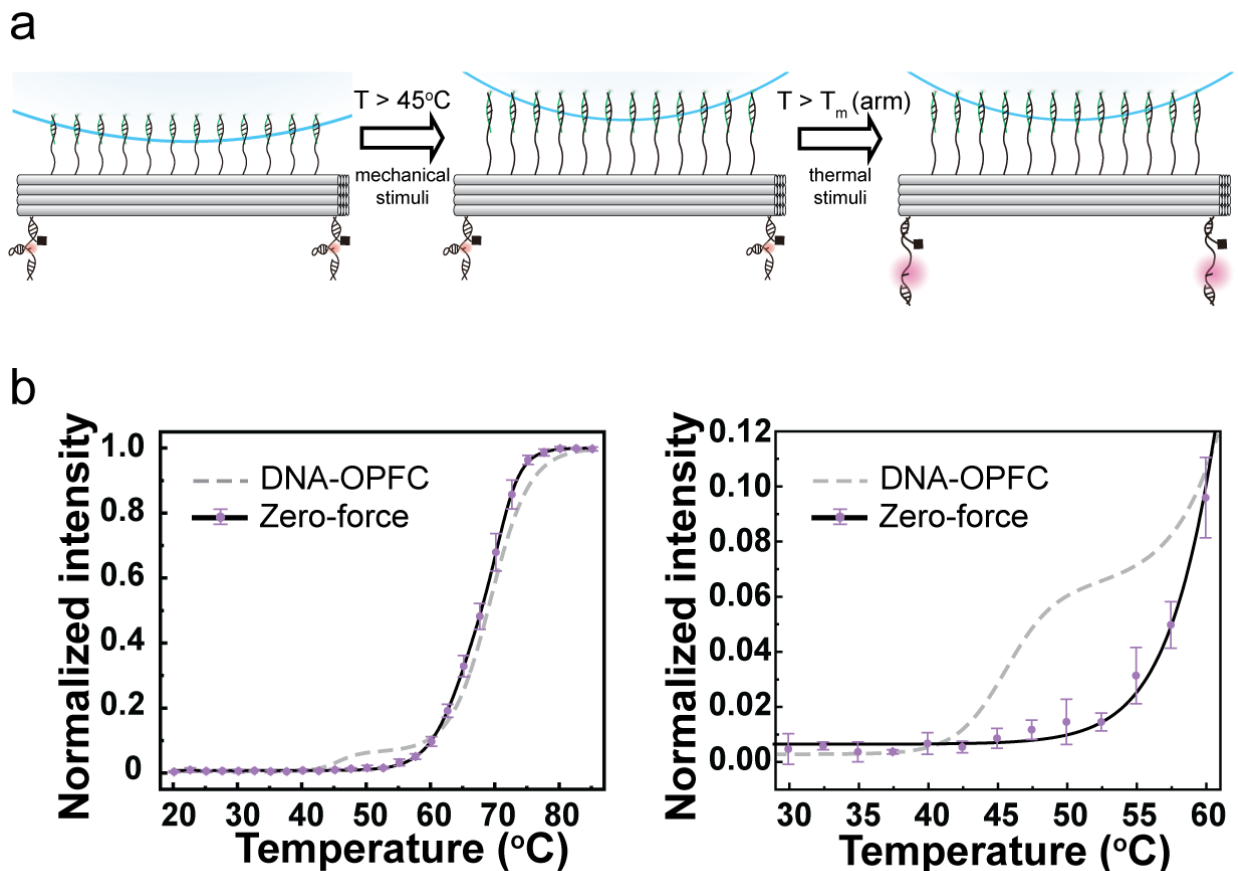 a
T > 45°C
mechanical
stimuli
T > Tm (arm)
thermal
stimuli
b
Normalized intensity
1.0
0.8
0.6
0.4
0.2
0
DNA-OPFC
Zero-force
20 30 40 50 60 70 80
Temperature (°C)
Normalized intensity
0.12
0.10
0.08
0.06
0.04
0.02
0.00
DNA-OPFC
Zero-force
30 35 40 45 50 55 60
Temperature (°C)